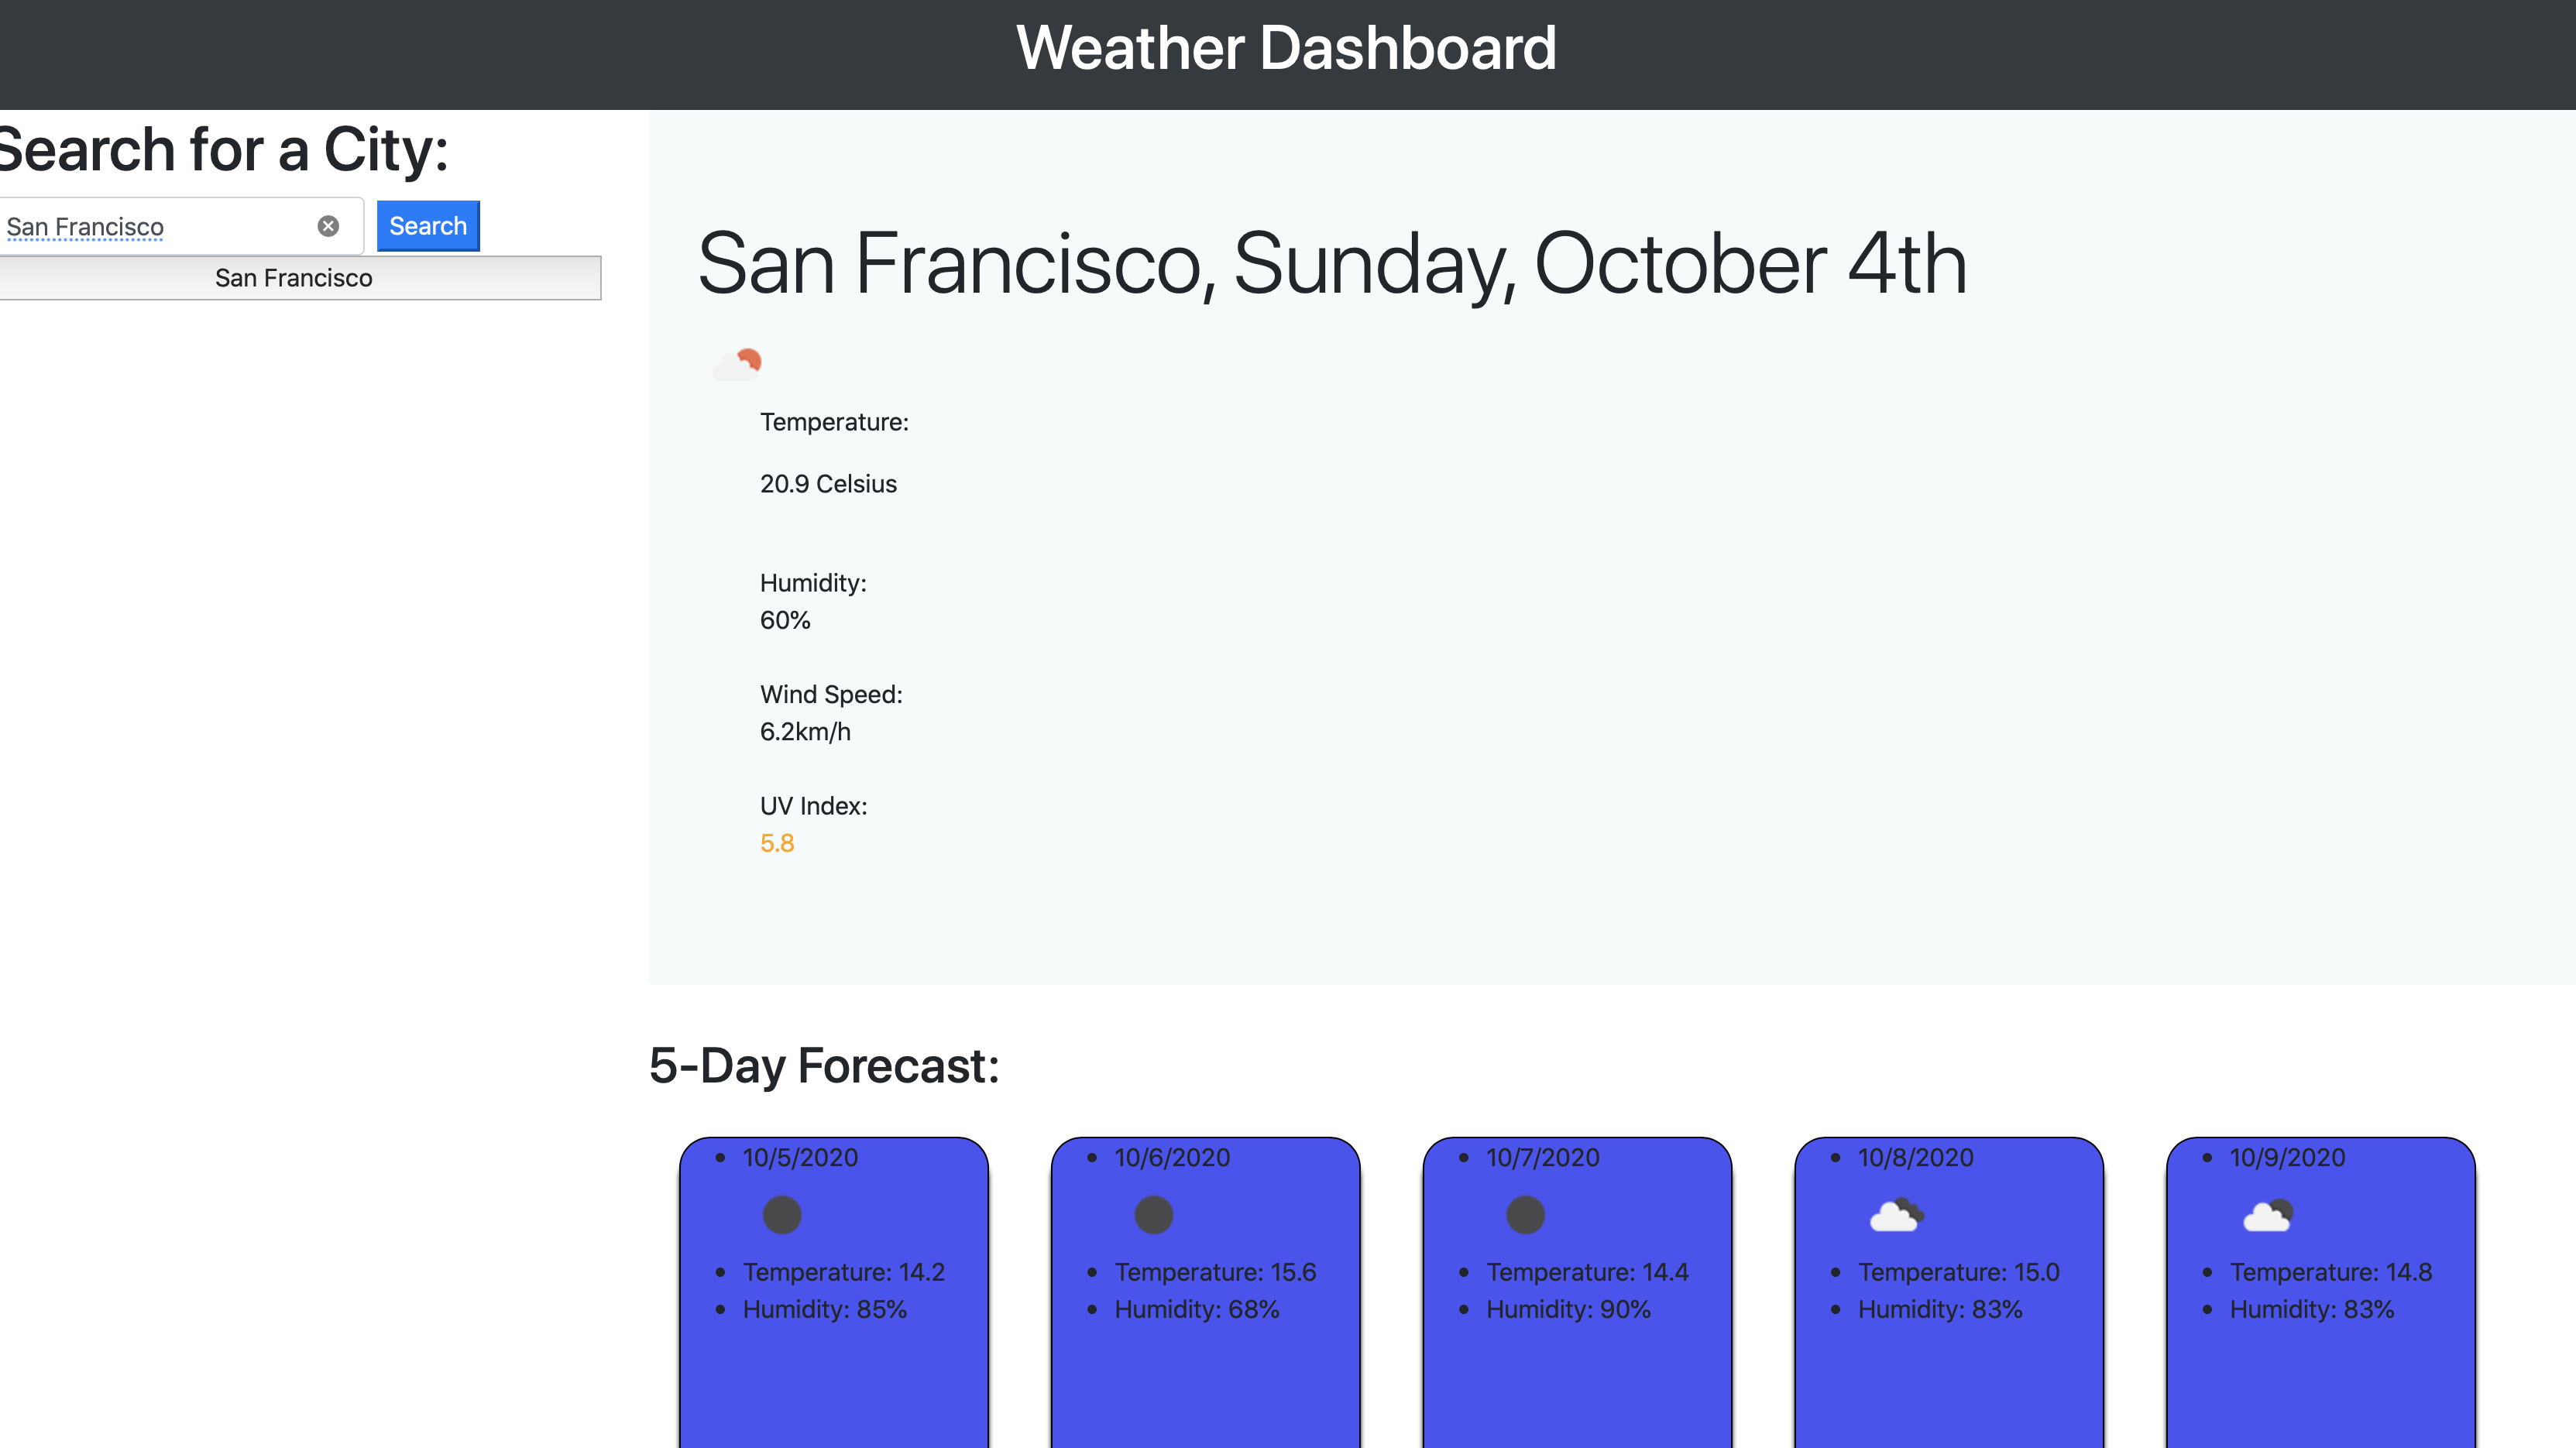 Weather Dashboard
Search for a City:
San Francisco
Search
San Francisco
San Francisco, Sunday, October 4th
Temperature:
20.9 Celsius
Humidity:
60%
Wind Speed:
6.2km/h
UV Index:
5.8
5-Day Forecast:
10/5/2020
Temperature: 14.2
Humidity: 85%
10/6/2020
Temperature: 15.6
Humidity: 68%
10/7/2020
Temperature: 14.4
Humidity: 90%
10/8/2020
Temperature: 15.0
Humidity: 83%
10/9/2020
Temperature: 14.8
Humidity: 83%